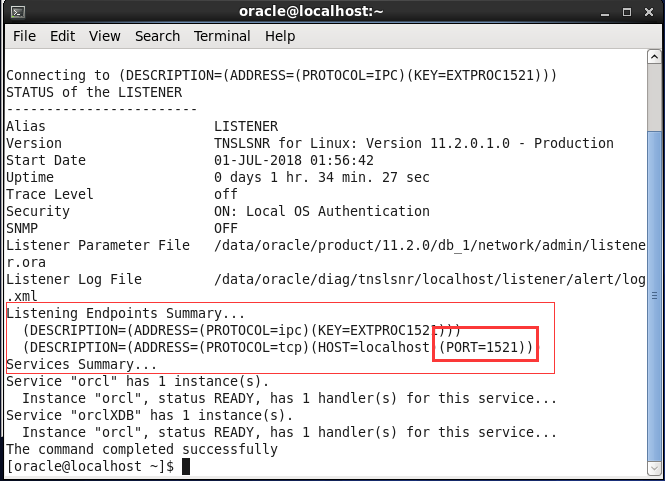 oracle@localhost:~
File Edit View Search Terminal Help
Connecting to (DESCRIPTION=(ADDRESS=(PROTOCOL=IPC)(KEY=EXTPROC1521)))
STATUS of the LISTENER
------------------------
Alias                     LISTENER
Version                   TNSLSNR for Linux: Version 11.2.0.1.0 - Production
Start Date                01-JUL-2018 01:56:42
Uptime                    0 days 1 hr. 34 min. 27 sec
Trace Level               off
Security                  ON: Local OS Authentication
SNMP                      OFF
Listener Parameter File   /data/oracle/product/11.2.0/db_1/network/admin/listene
r.ora
Listener Log File         /data/oracle/diag/tnslsnr/localhost/listener/alert/log
.xml
Listening Endpoints Summary...
  (DESCRIPTION=(ADDRESS=(PROTOCOL=ipc)(KEY=EXTPROC1521)))
  (DESCRIPTION=(ADDRESS=(PROTOCOL=tcp)(HOST=localhost)(PORT=1521)))
Services Summary...
Service "orcl" has 1 instance(s).
  Instance "orcl", status READY, has 1 handler(s) for this service...
Service "orclXDB" has 1 instance(s).
  Instance "orcl", status READY, has 1 handler(s) for this service...
The command completed successfully
[oracle@localhost ~]$